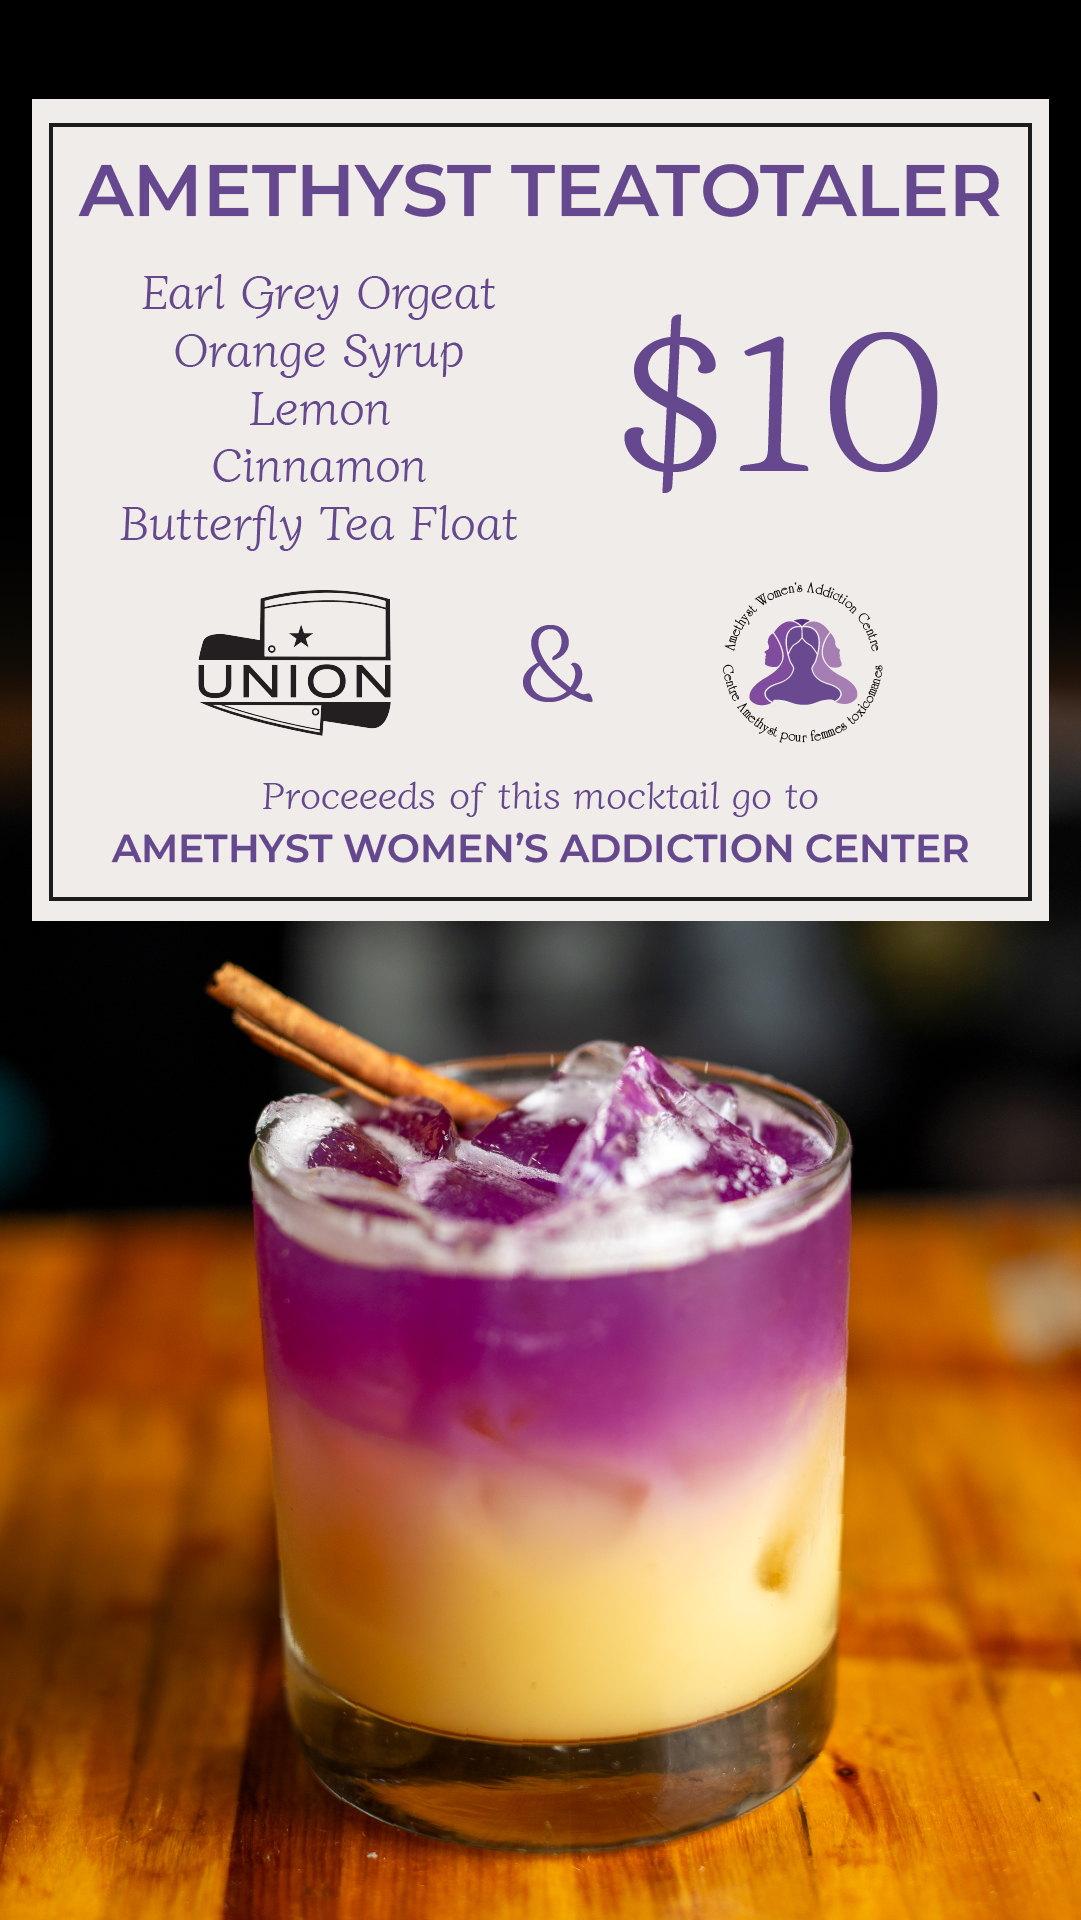 AMETHYST TEATOTALER
Earl Grey Orgeat
Orange Syrup
Lemon
Cinnamon
Butterfly Tea Float
$10
UNION
&
Amethyst Women's Addiction Centre
Centre Amethyst pour femmes toxicomanes
Proceeeds of this mocktail go to
AMETHYST WOMEN’S ADDICTION CENTER